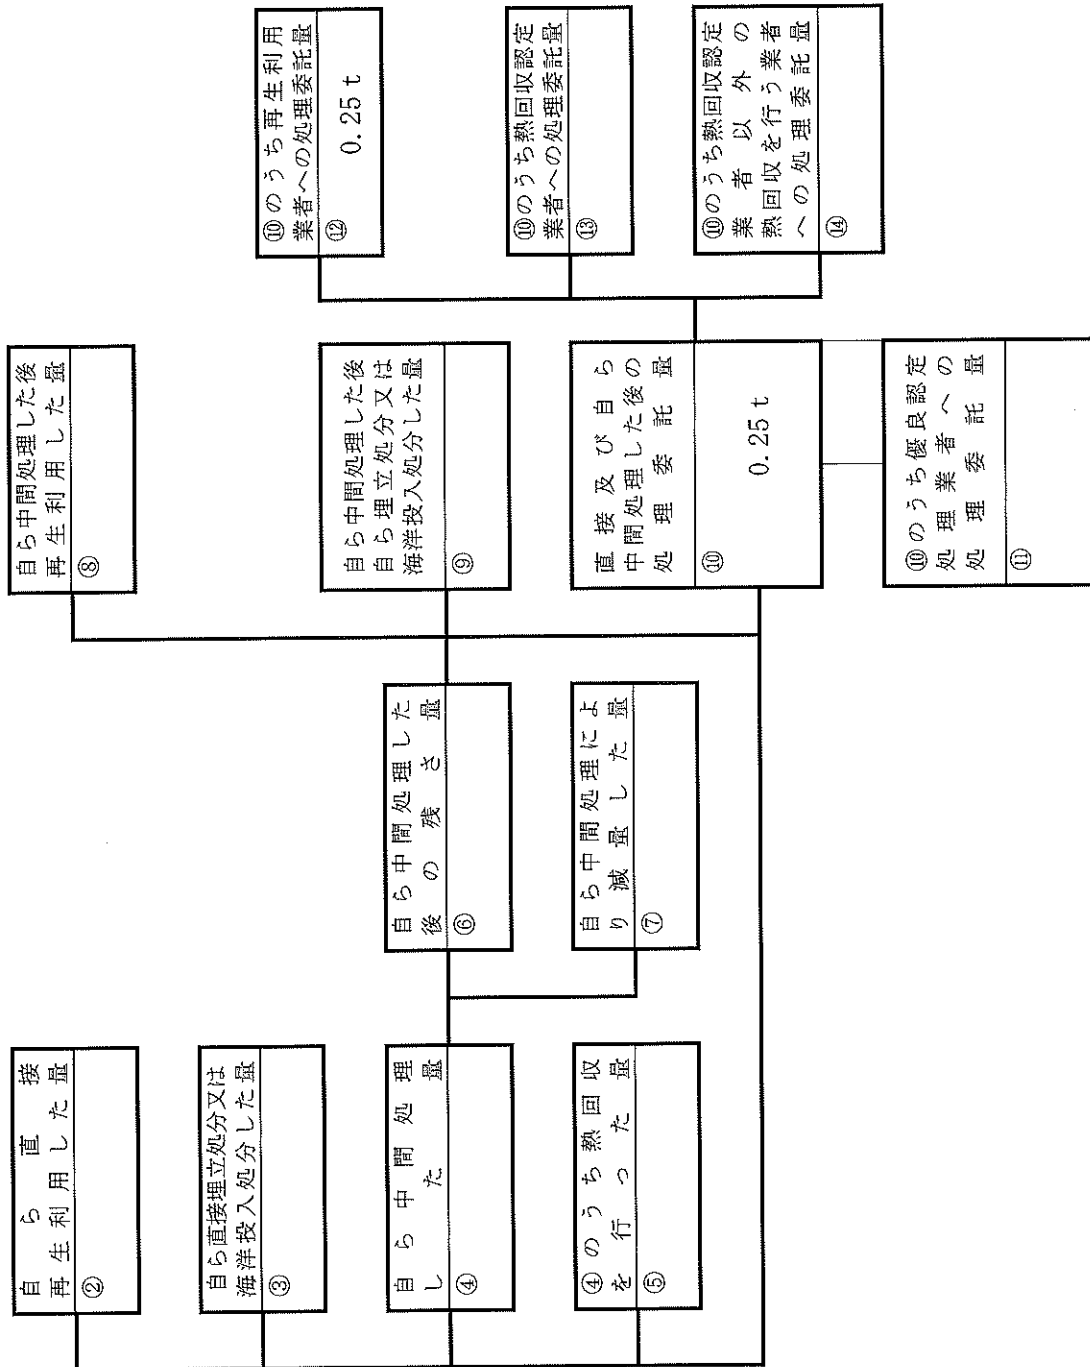 自ら直接
再生利用した量
②
自ら直接埋立処分又は
海洋投入処分した量
③
自ら中間処理
した量
④
④のうち熱回収
を行った量
⑤
自ら中間処理した
後の残さ量
⑥
自ら中間処理によ
り減量した量
⑦
自ら中間処理した後
再生利用した量
⑧
自ら中間処理した後
自ら埋立処分又は
海洋投入処分した量
⑨
直接及び自ら
中間処理した後の
処理委託量
⑩
0.25 t
⑩のうち優良認定
処理業者への
処理委託量
⑪
⑩のうち再生利用
業者への処理委託量
⑫
0.25 t
⑩のうち熱回収認定
業者への処理委託量
⑬
⑩のうち熱回収認定
業者以外の
熱回収を行う業者
への処理委託量
⑭